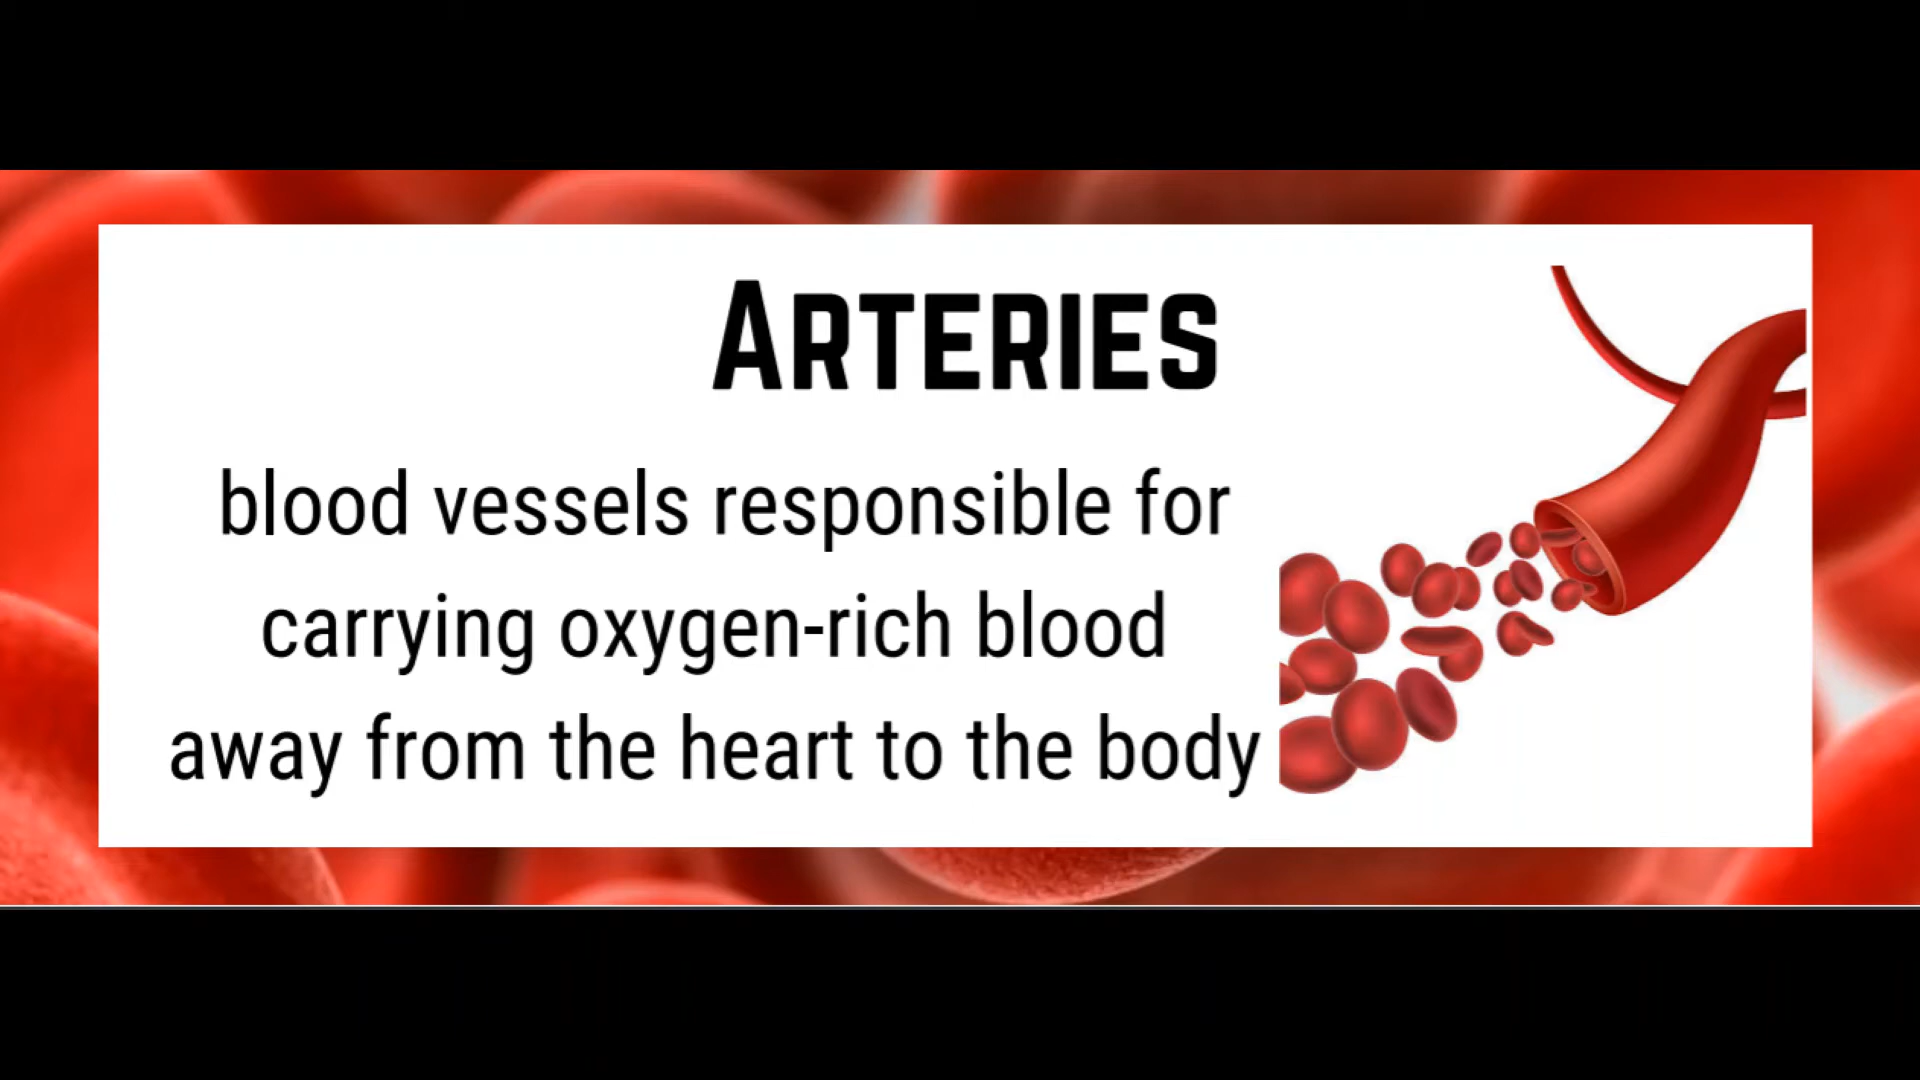 ARTERIES
blood vessels responsible for
carrying oxygen-rich blood
away from the heart to the body